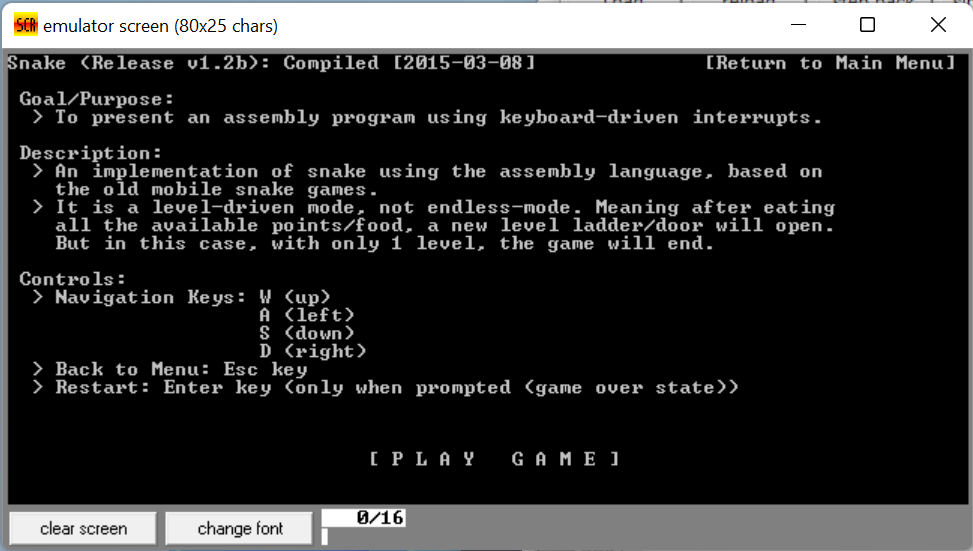 SCR emulator screen (80x25 chars)
Snake (Release v1.2b): Compiled [2015-03-08] [Return to Main Menu]
Goal/Purpose:
> To present an assembly program using keyboard-driven interrupts.
Description:
> An implementation of snake using the assembly language, based on
the old mobile snake games.
> It is a level-driven mode, not endless-mode. Meaning after eating
all the available points/food, a new level ladder/door will open.
But in this case, with only 1 level, the game will end.
Controls:
> Navigation Keys: W (up)
A (left)
S (down)
D (right)
> Back to Menu: Esc key
> Restart: Enter key (only when prompted (game over state))
[ P L A Y   G A M E ]
clear screen change font 0/16